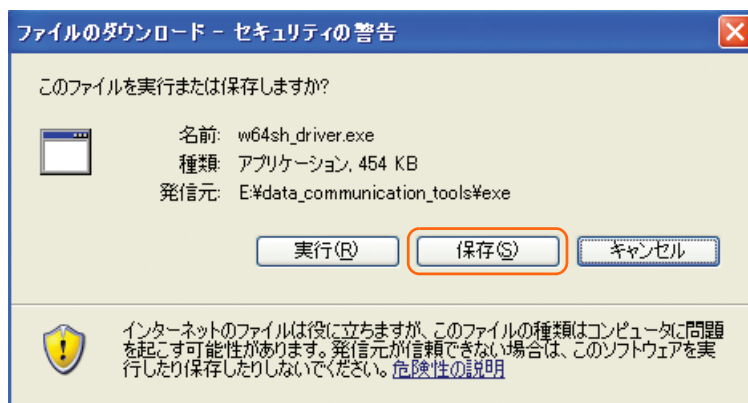 ファイルのダウンロード - セキュリティの警告
このファイルを実行または保存しますか?
名前: w64sh_driver.exe
種類: アプリケーション, 454 KB
発信元: E:¥data_communication_tools¥exe
実行(R) 保存(S) キャンセル
インターネットのファイルは役に立ちますが、このファイルの種類はコンピュータに問題
を起こす可能性があります。発信元が信頼できない場合は、このソフトウェアを実
行したり保存したりしないでください。危険性の説明